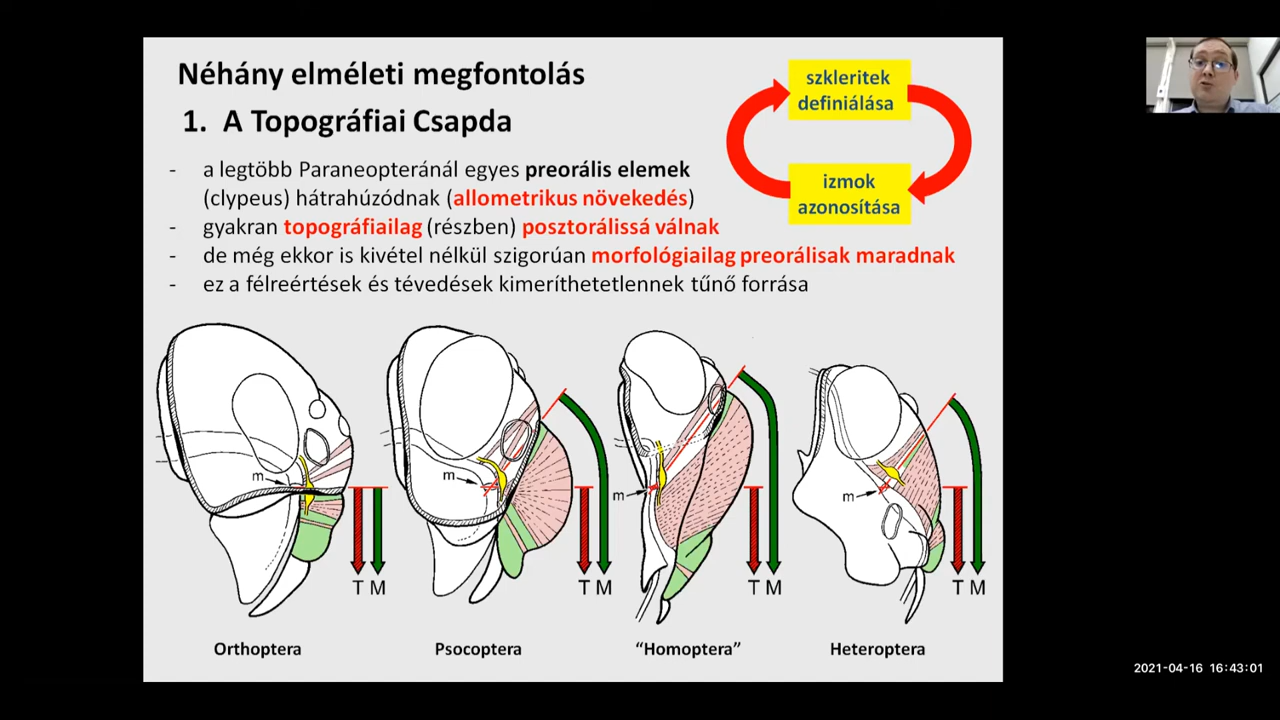 Néhány elméleti megfontolás
1. A Topográfiai Csapda
szkleritek
definiálása
izmok
azonosítása
- a legtöbb Paraneopteránál egyes preorális elemek
(clypeus) hátrahúzódnak (allometrikus növekedés)
- gyakran topográfiailag (részben) posztorálissá válnak
- de még ekkor is kivétel nélkül szigorúan morfológiailag preorálisak maradnak
- ez a félreértések és tévedések kimeríthetetlennek tűnő forrása
m
m
m
m
T M
T M
T M
T M
Orthoptera
Psocoptera
“Homoptera”
Heteroptera
2021-04-16 16:43:01